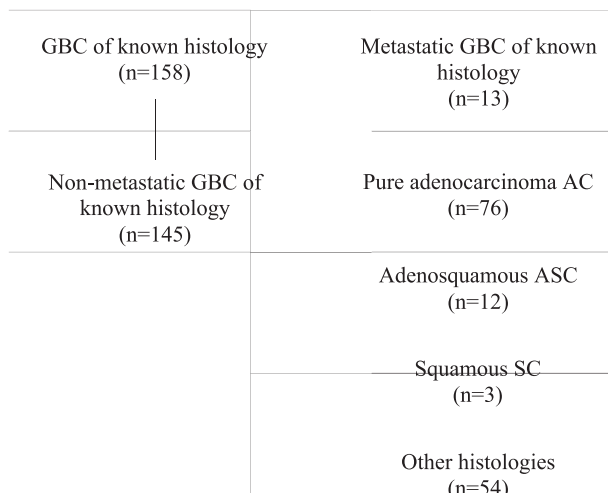 GBC of known histology
(n=158)
Metastatic GBC of known
histology
(n=13)
Non-metastatic GBC of
known histology
(n=145)
Pure adenocarcinoma AC
(n=76)
Adenosquamous ASC
(n=12)
Squamous SC
(n=3)
Other histologies
(n=54)